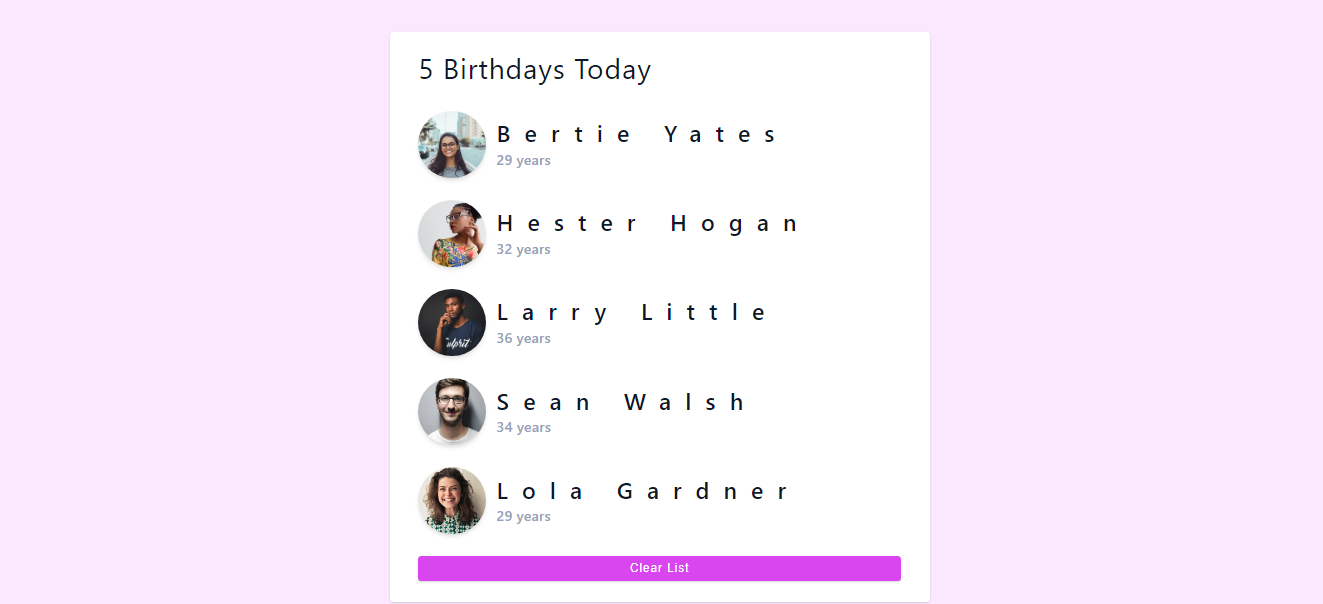 5 Birthdays Today
Bertie Yates
29 years
Hester Hogan
32 years
Larry Little
36 years
ulprit
Sean Walsh
34 years
Lola Gardner
29 years
Clear List